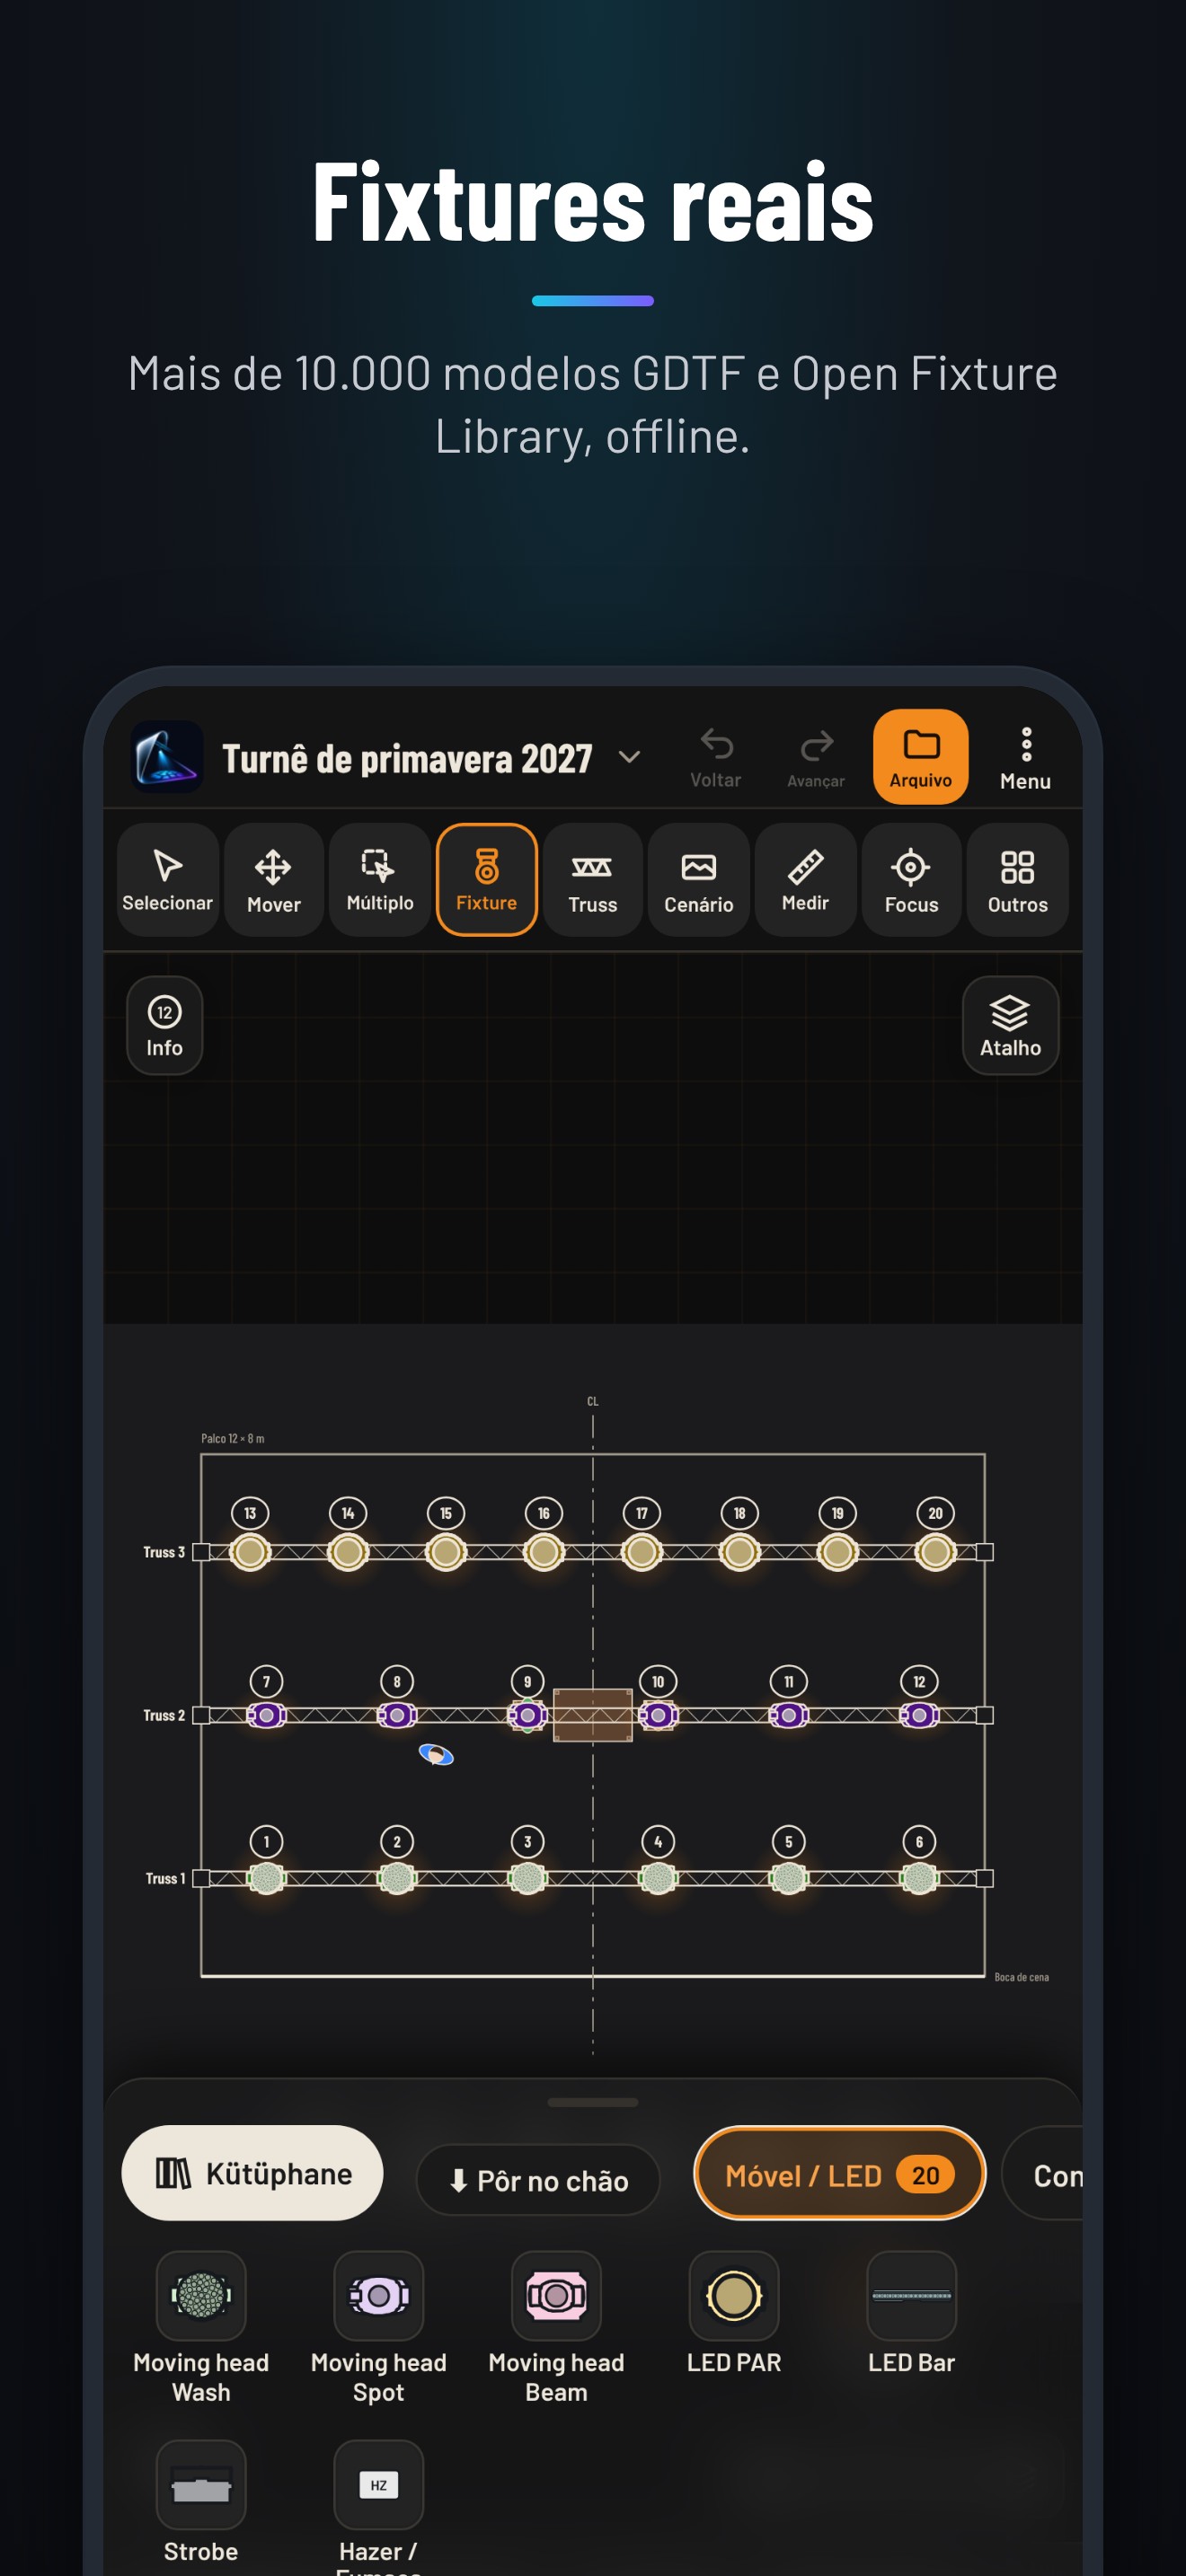 Fixtures reais
Mais de 10.000 modelos GDTF e Open Fixture
Library, offline.
Turnê de primavera 2027
Voltar
Avançar
Arquivo
Menu
Selecionar
Mover
Múltiplo
Fixture
Truss
Cenário
Medir
Focus
Outros
12
Info
Atalho
CL
Palco 12 × 8 m
13 14 15 16 17 18 19 20
Truss 3
7 8 9 10 11 12
Truss 2
1 2 3 4 5 6
Truss 1
Boca de cena
Kütüphane
⬇ Pôr no chão
Móvel / LED 20
Con
Moving head
Wash
Moving head
Spot
Moving head
Beam
LED PAR
LED Bar
HZ
Strobe
Hazer /